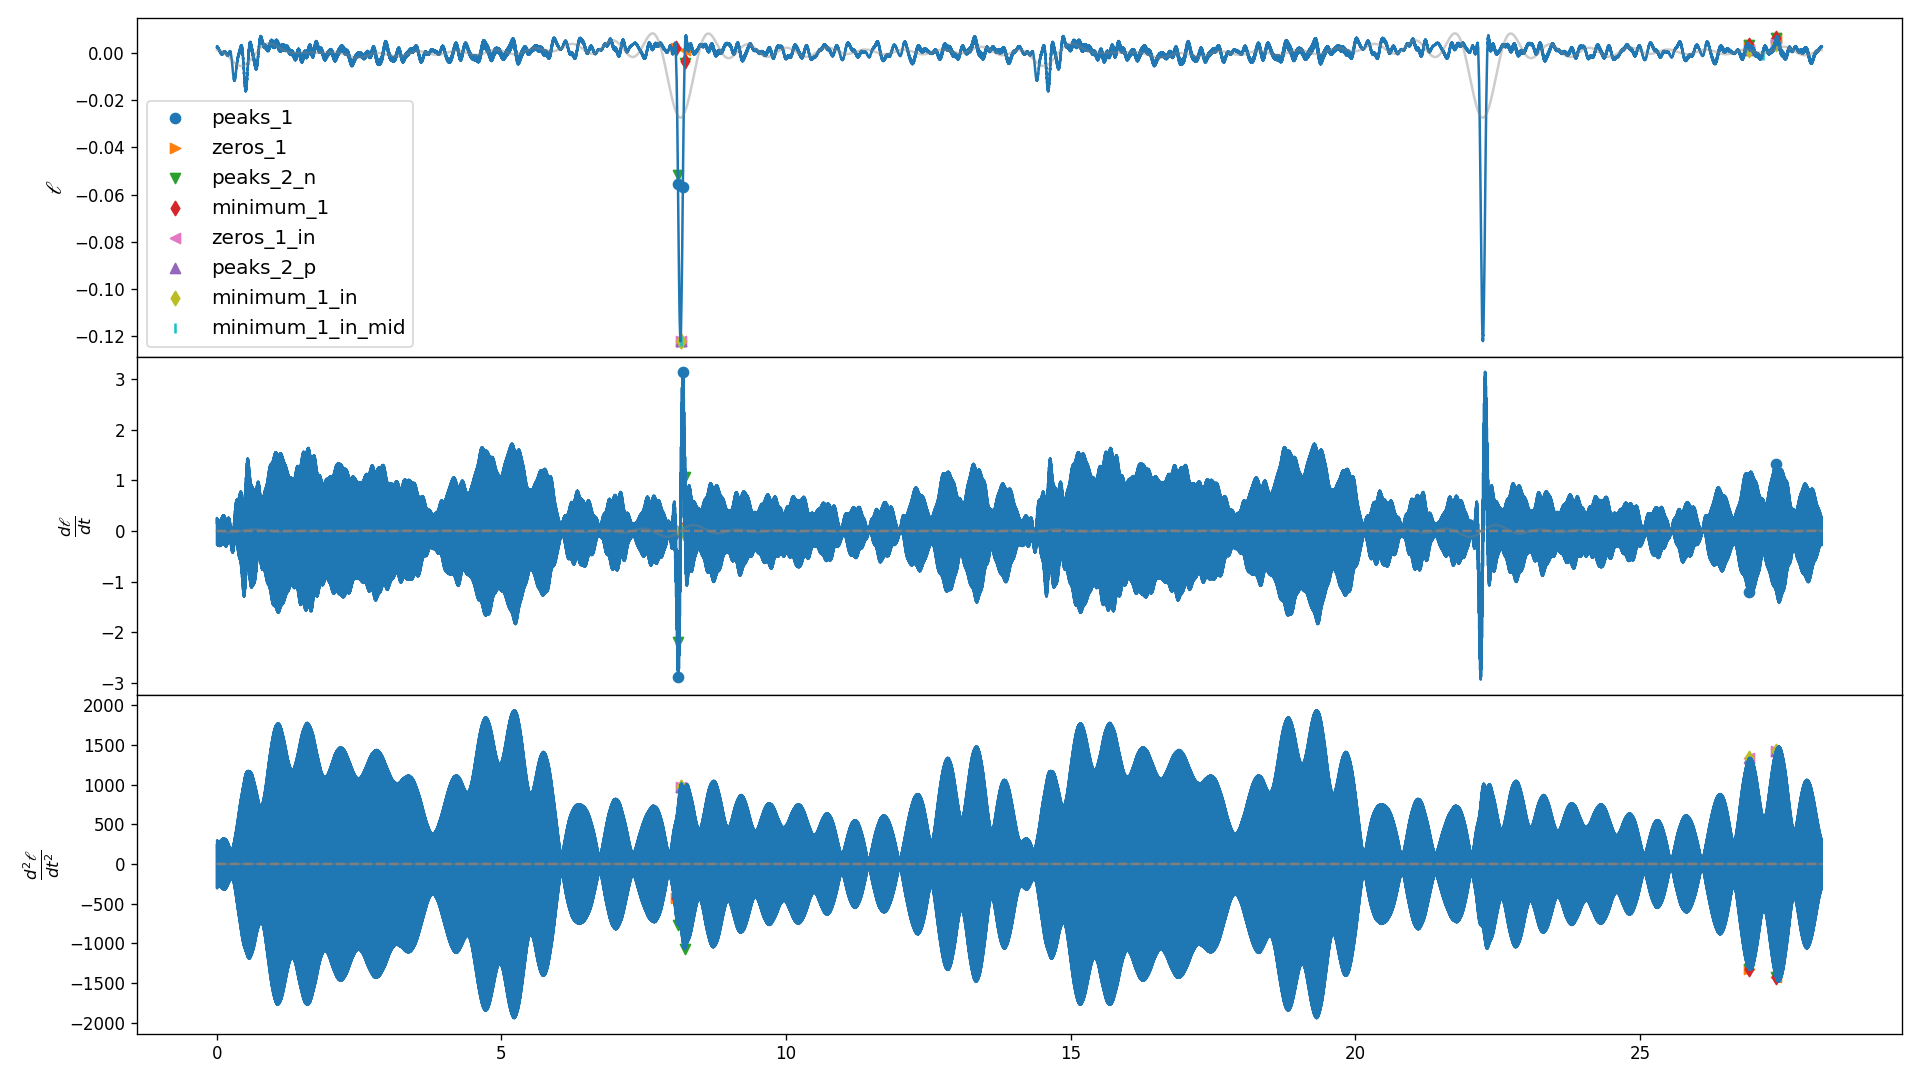 0.00
−0.02
−0.04
−0.06
−0.08
−0.10
−0.12
ℓ
peaks_1
zeros_1
peaks_2_n
minimum_1
zeros_1_in
peaks_2_p
minimum_1_in
minimum_1_in_mid
3
2
1
0
−1
−2
−3
dℓ
dt
2000
1500
1000
500
0
−500
−1000
−1500
−2000
d²ℓ
dt²
0 5 10 15 20 25